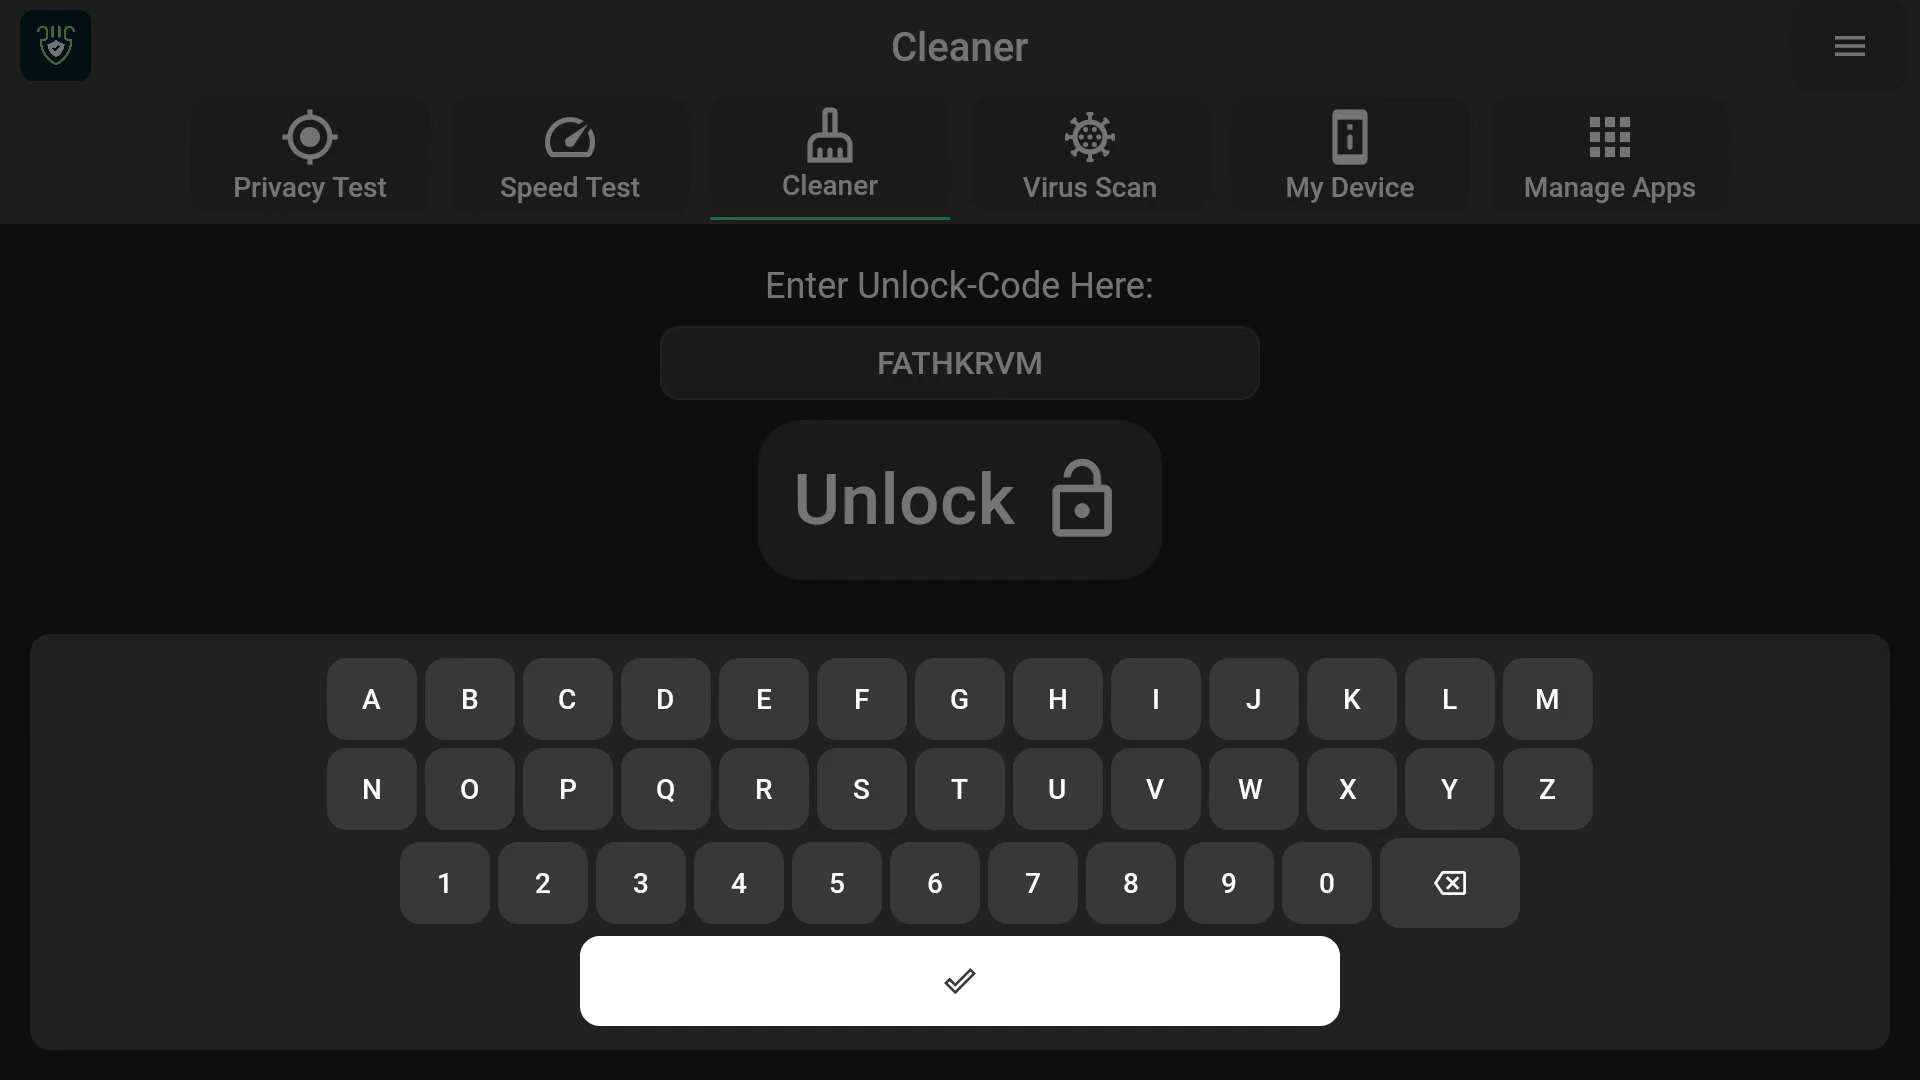 Cleaner
Privacy Test
Speed Test
Cleaner
Virus Scan
My Device
Manage Apps
Enter Unlock-Code Here:
FATHKRVM
Unlock
A B C D E F G H I J K L M
N O P Q R S T U V W X Y Z
1 2 3 4 5 6 7 8 9 0